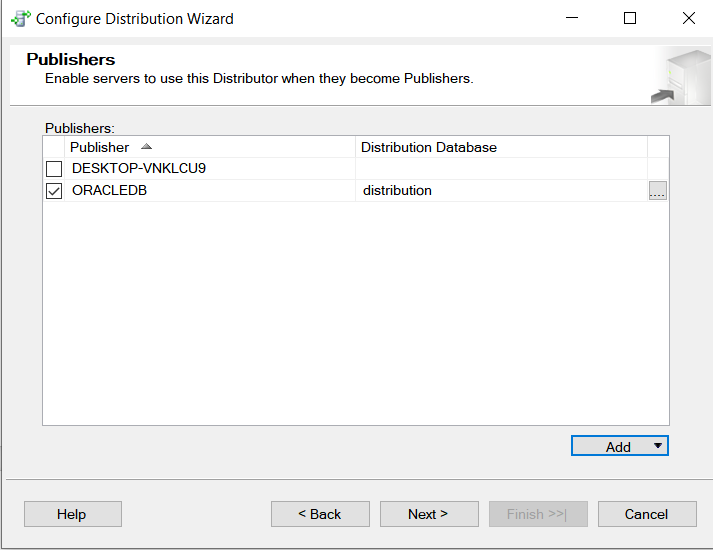 Configure Distribution Wizard
Publishers
Enable servers to use this Distributor when they become Publishers.
Publishers:
Publisher Distribution Database
DESKTOP-VNKLCU9
ORACLEDB distribution ....
Add
Help < Back Next > Finish >>| Cancel